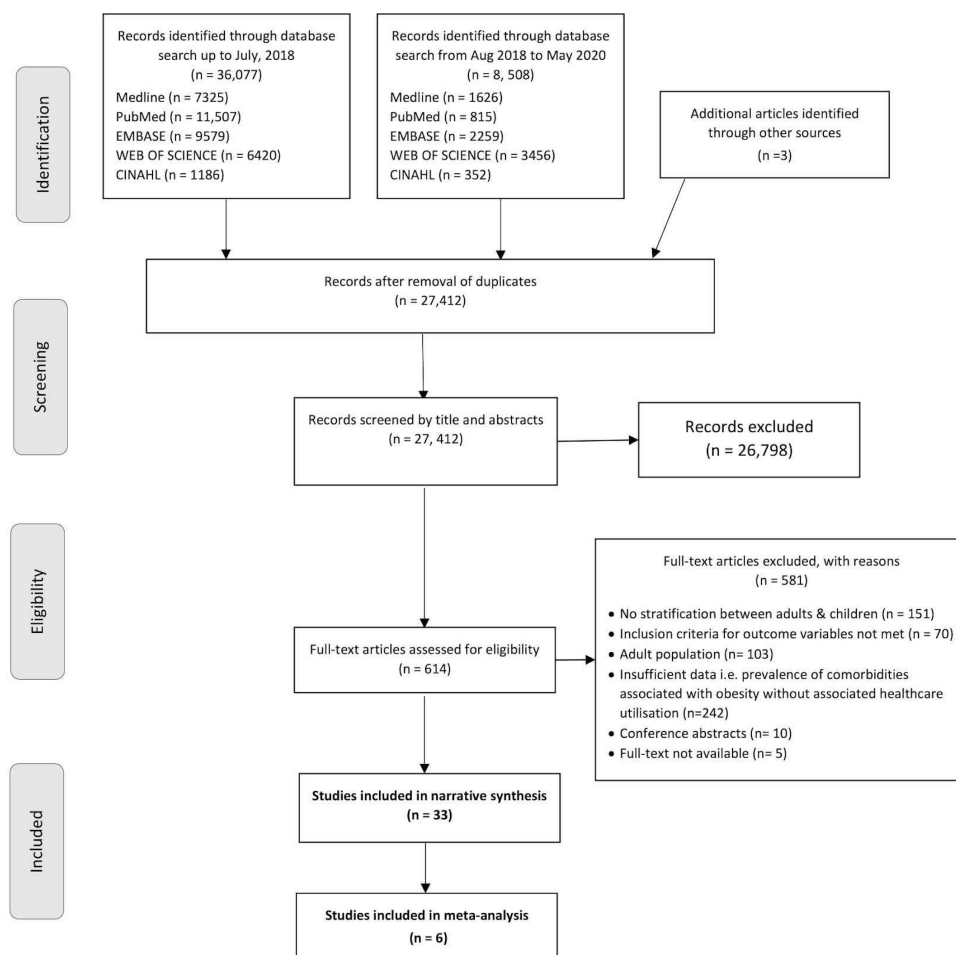 Records identified through database
search up to July, 2018
(n = 36,077)
Medline (n = 7325)
PubMed (n = 11,507)
EMBASE (n = 9579)
WEB OF SCIENCE (n = 6420)
CINAHL (n = 1186)
Records identified through database
search from Aug 2018 to May 2020
(n = 8, 508)
Medline (n = 1626)
PubMed (n = 815)
EMBASE (n = 2259)
WEB OF SCIENCE (n = 3456)
CINAHL (n = 352)
Additional articles identified
through other sources
(n =3)
Identification
Records after removal of duplicates
(n = 27,412)
Screening
Records screened by title and abstracts
(n = 27, 412)
Records excluded
(n = 26,798)
Eligibility
Full-text articles assessed for eligibility
(n = 614)
Full-text articles excluded, with reasons
(n = 581)
• No stratification between adults & children (n = 151)
• Inclusion criteria for outcome variables not met (n = 70)
• Adult population (n= 103)
• Insufficient data i.e. prevalence of comorbidities
associated with obesity without associated healthcare
utilisation (n=242)
• Conference abstracts (n= 10)
• Full-text not available (n= 5)
Included
Studies included in narrative synthesis
(n = 33)
Studies included in meta-analysis
(n = 6)